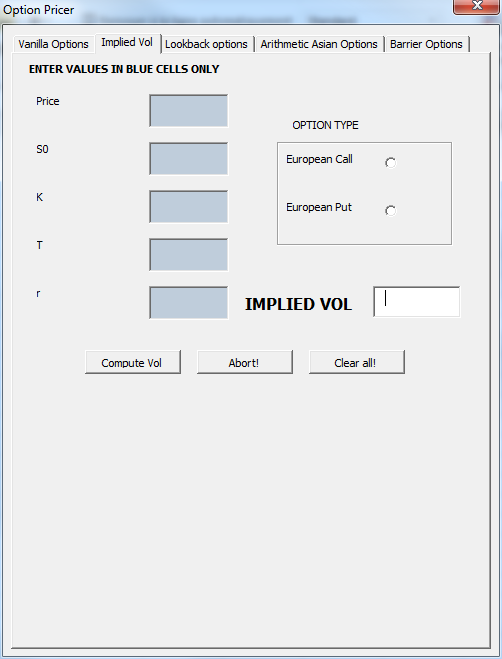 Option Pricer
Vanilla Options Implied Vol Lookback options Arithmetic Asian Options Barrier Options
ENTER VALUES IN BLUE CELLS ONLY
Price
OPTION TYPE
S0
European Call
K
European Put
T
r
IMPLIED VOL
Compute Vol Abort! Clear all!